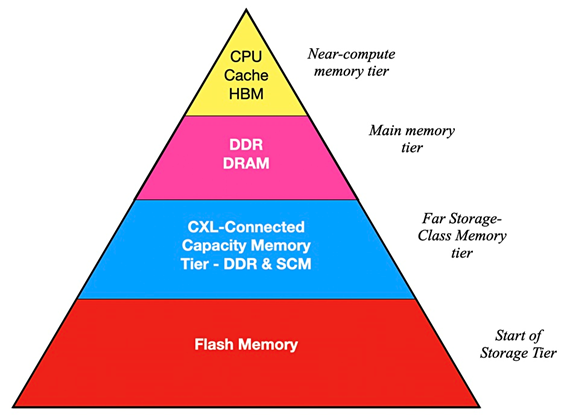 CPU
Cache
HBM
Near-compute
memory tier
DDR
DRAM
Main memory
tier
CXL-Connected
Capacity Memory
Tier - DDR & SCM
Far Storage-
Class Memory
tier
Flash Memory
Start of
Storage Tier